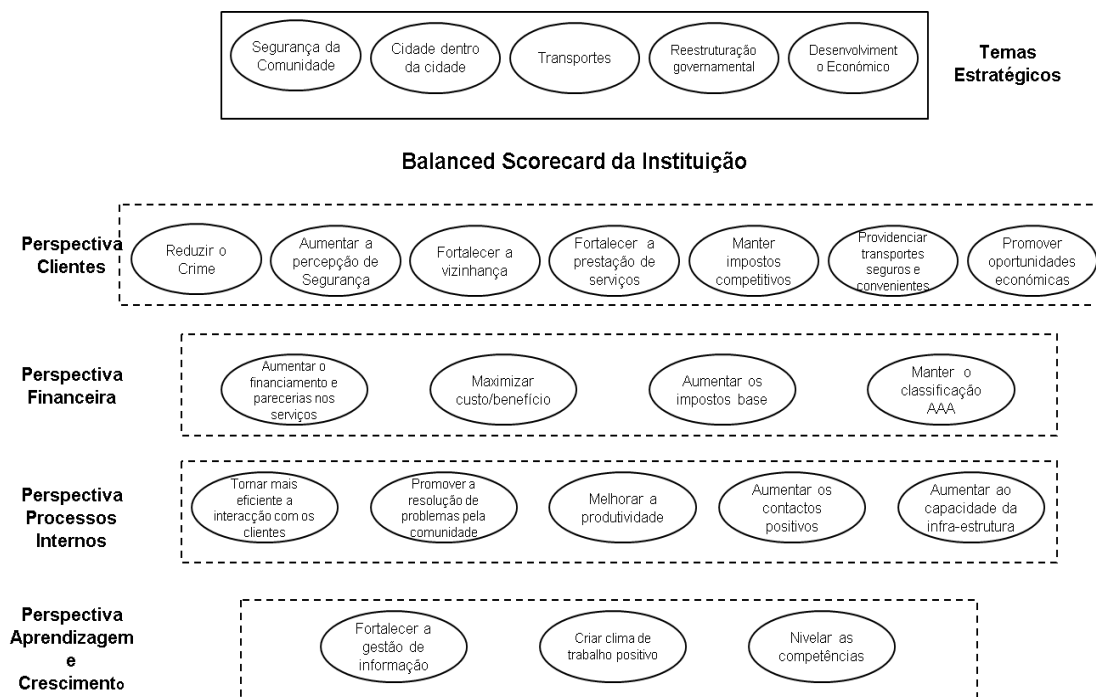 Segurança da
Comunidade
Cidade dentro
da cidade
Transportes
Reestruturação
governamental
Desenvolviment
o Económico
Temas
Estratégicos
Balanced Scorecard da Instituição
Perspectiva
Clientes
Reduzir o
Crime
Aumentar a
percepção de
Segurança
Fortalecer a
vizinhança
Fortalecer a
prestação de
serviços
Manter
impostos
competitivos
Providenciar
transportes
seguros e
convenientes
Promover
oportunidades
económicas
Perspectiva
Financeira
Aumentar o
financiamento e
parecerias nos
serviços
Maximizar
custo/benefício
Aumentar os
impostos base
Manter o
classificação
AAA
Perspectiva
Processos
Internos
Tornar mais
eficiente a
interacção com os
clientes
Promover a
resolução de
problemas pela
comunidade
Melhorar a
produtividade
Aumentar os
contactos
positivos
Aumentar ao
capacidade da
infra-estrutura
Perspectiva
Aprendizagem
e
Crescimento
Fortalecer a
gestão de
informação
Criar clima de
trabalho positivo
Nivelar as
competências